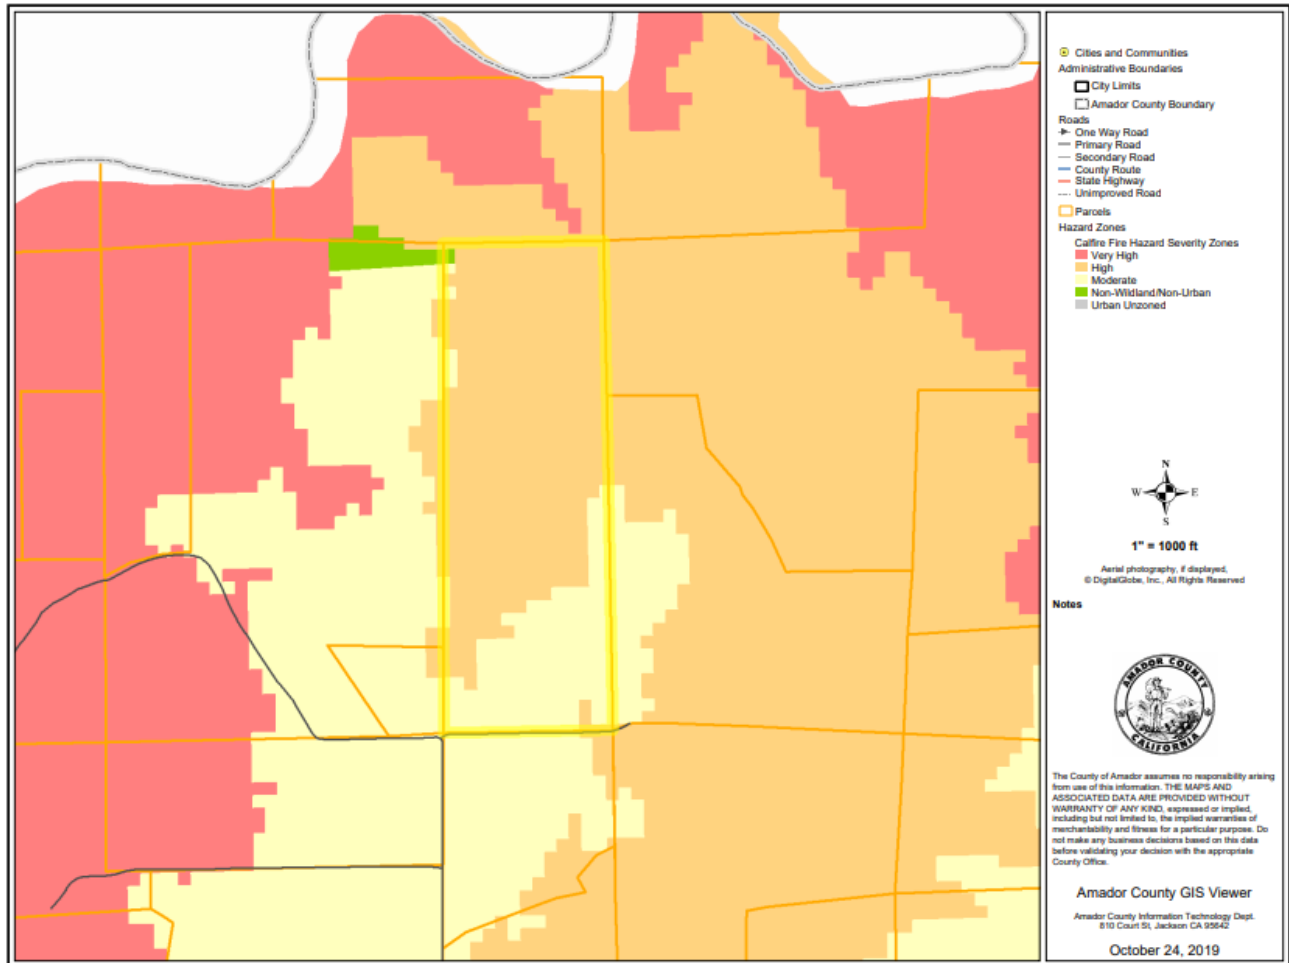 Cities and Communities
Administrative Boundaries
City Limits
Amador County Boundary
Roads
One Way Road
Primary Road
Secondary Road
County Route
State Highway
Unimproved Road
Parcels
Hazard Zones
Calfire Fire Hazard Severity Zones
Very High
High
Moderate
Non-Wildland/Non-Urban
Urban Unzoned
N
W E
S
1" = 1000 ft
Aerial photography, if displayed,
© DigitalGlobe, Inc., All Rights Reserved
Notes
AMADOR COUNTY
CALIFORNIA
The County of Amador assumes no responsibility arising
from use of this information. THE MAPS AND
ASSOCIATED DATA ARE PROVIDED WITHOUT
WARRANTY OF ANY KIND, expressed or implied,
including but not limited to, the implied warranties of
merchantability and fitness for a particular purpose. Do
not make any business decisions based on this data
before validating your decision with the appropriate
County Office.
Amador County GIS Viewer
Amador County Information Technology Dept.
810 Court St, Jackson CA 95642
October 24, 2019